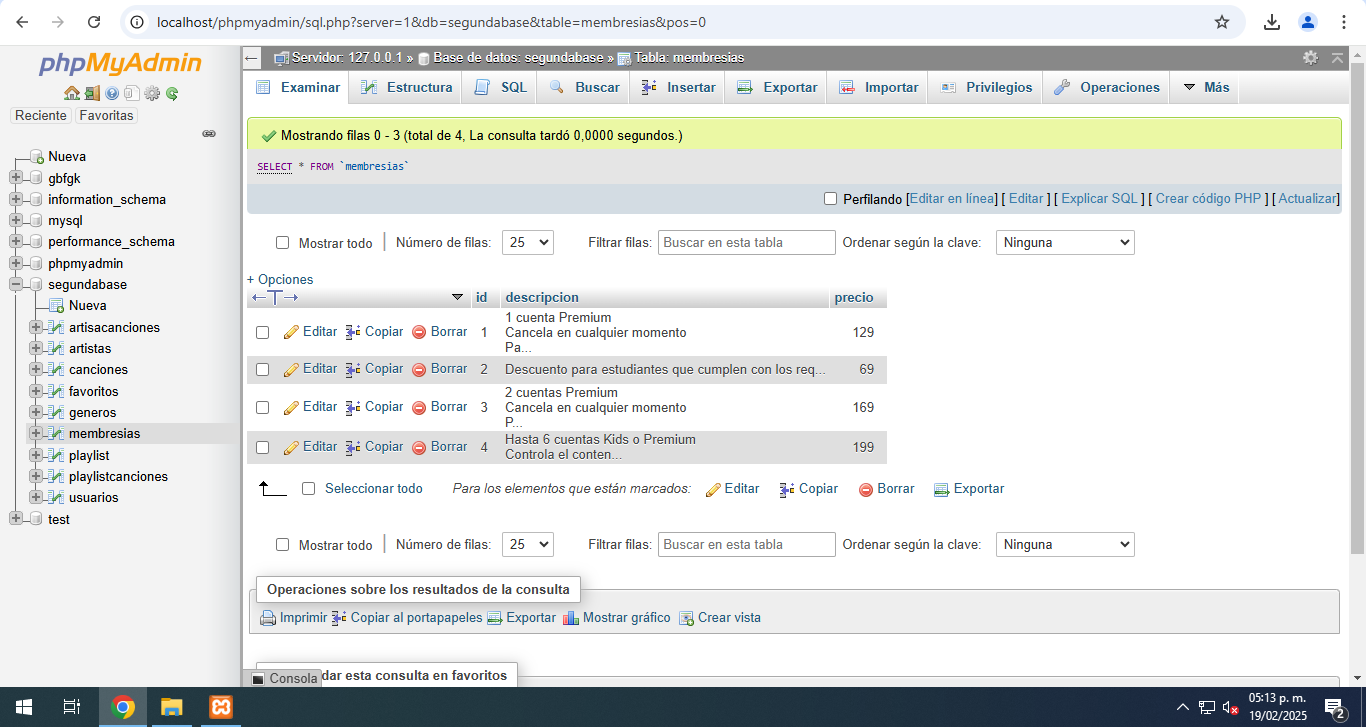 localhost/phpmyadmin/sql.php?server=1&db=segundabase&table=membresias&pos=0
phpMyAdmin
Reciente Favoritas
Nueva
gbfgk
information_schema
mysql
performance_schema
phpmyadmin
segundabase
Nueva
artisacanciones
artistas
canciones
favoritos
generos
membresias
playlist
playlistcanciones
usuarios
test
Servidor: 127.0.0.1 » Base de datos: segundabase » Tabla: membresias
Examinar Estructura SQL Buscar Insertar Exportar Importar Privilegios Operaciones Más
Mostrando filas 0 - 3 (total de 4, La consulta tardó 0,0000 segundos.)
SELECT * FROM `membresias`
Perfilando [Editar en línea] [ Editar ] [ Explicar SQL ] [ Crear código PHP ] [ Actualizar]
Mostrar todo Número de filas: 25 Filtrar filas: Buscar en esta tabla Ordenar según la clave: Ninguna
+ Opciones
←T→ id descripcion precio
Editar Copiar Borrar 1 1 cuenta Premium
Cancela en cualquier momento
Pa... 129
Editar Copiar Borrar 2 Descuento para estudiantes que cumplen con los req... 69
Editar Copiar Borrar 3 2 cuentas Premium
Cancela en cualquier momento
P... 169
Editar Copiar Borrar 4 Hasta 6 cuentas Kids o Premium
Controla el conten... 199
Seleccionar todo Para los elementos que están marcados: Editar Copiar Borrar Exportar
Mostrar todo Número de filas: 25 Filtrar filas: Buscar en esta tabla Ordenar según la clave: Ninguna
Operaciones sobre los resultados de la consulta
Imprimir Copiar al portapapeles Exportar Mostrar gráfico Crear vista
dar esta consulta en favoritos
Consola
05:13 p. m.
19/02/2025
2